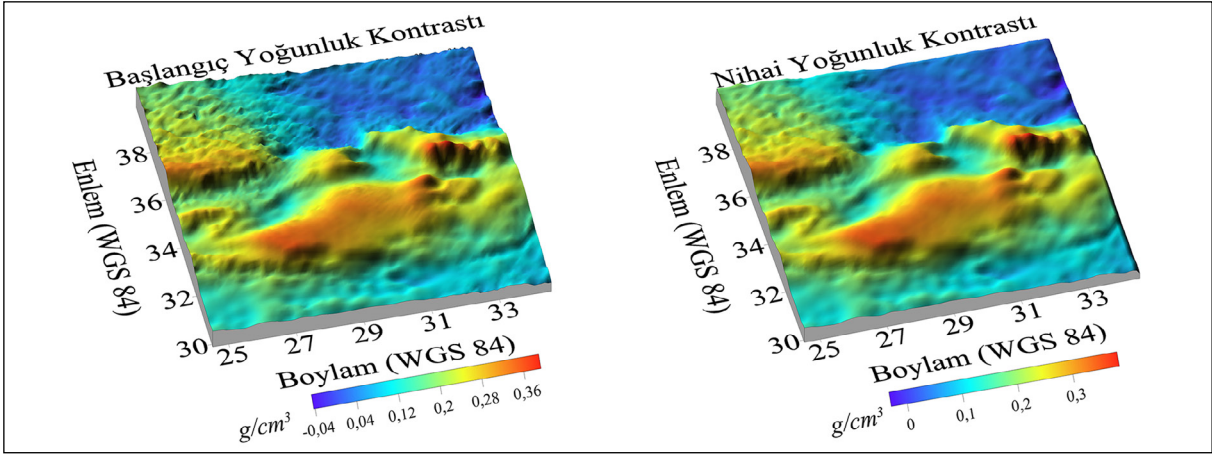 Başlangıç Yoğunluk Kontrastı
38
36
34
32
30
Enlem (WGS 84)
25
27
29
31
33
Boylam (WGS 84)
g/cm³
-0,04 0,04 0,12 0,2 0,28 0,36
Nihai Yoğunluk Kontrastı
38
36
34
32
30
Enlem (WGS 84)
25
27
29
31
33
Boylam (WGS 84)
g/cm³
0 0,1 0,2 0,3